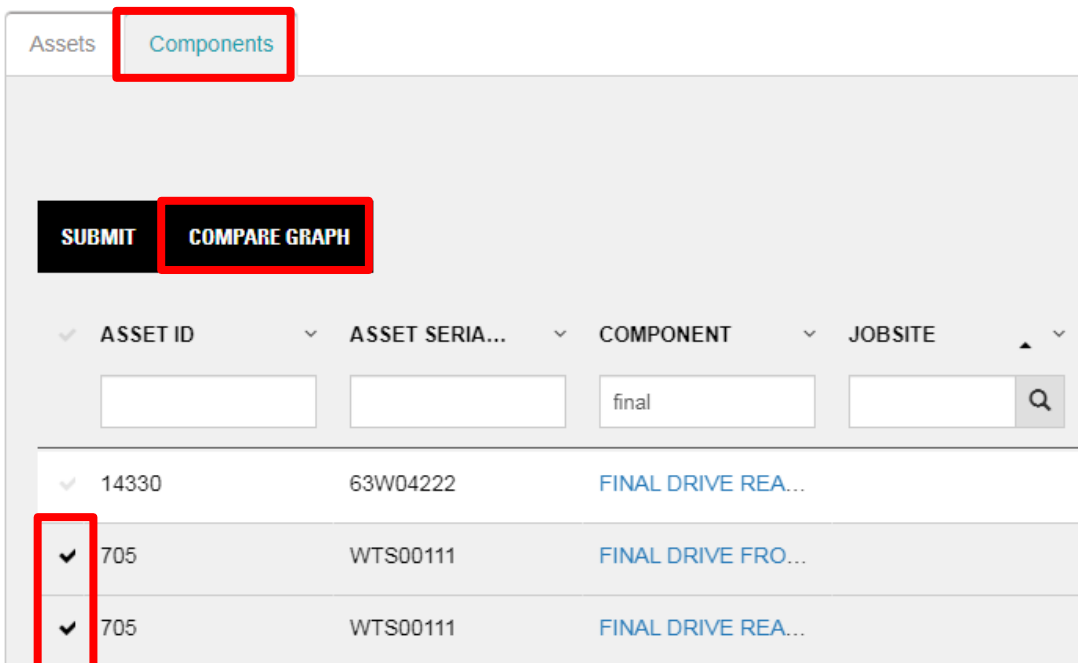 Assets Components
SUBMIT COMPARE GRAPH
ASSET ID ASSET SERIA... COMPONENT JOBSITE
final
14330 63W04222 FINAL DRIVE REA...
705 WTS00111 FINAL DRIVE FRO...
705 WTS00111 FINAL DRIVE REA...